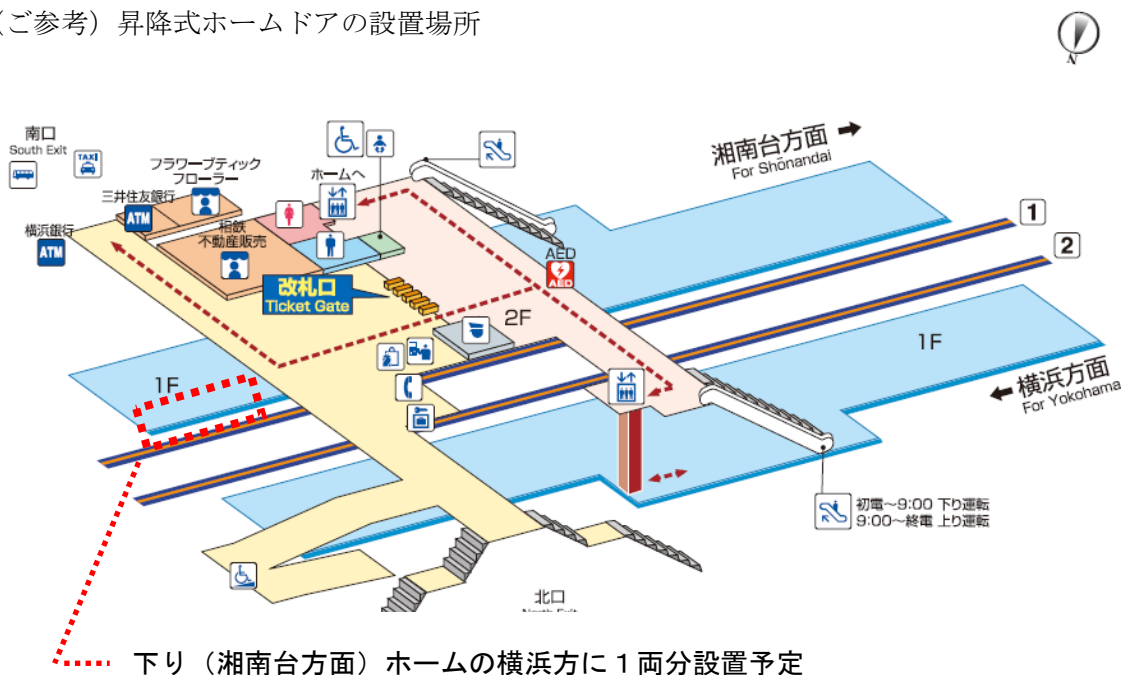 (ご参考) 昇降式ホームドアの設置場所
N
南口
South Exit
TAXI
フラワーブティック
フローラー
ホームへ
三井住友銀行
ATM
横浜銀行
ATM
相鉄
不動産販売
改札口
Ticket Gate
AED
AED
2F
湘南台方面
For Shōnandai
1
2
1F
1F
横浜方面
For Yokohama
初電~9:00 下り運転
9:00~終電 上り運転
北口
North Exit
下り(湘南台方面)ホームの横浜方に1両分設置予定